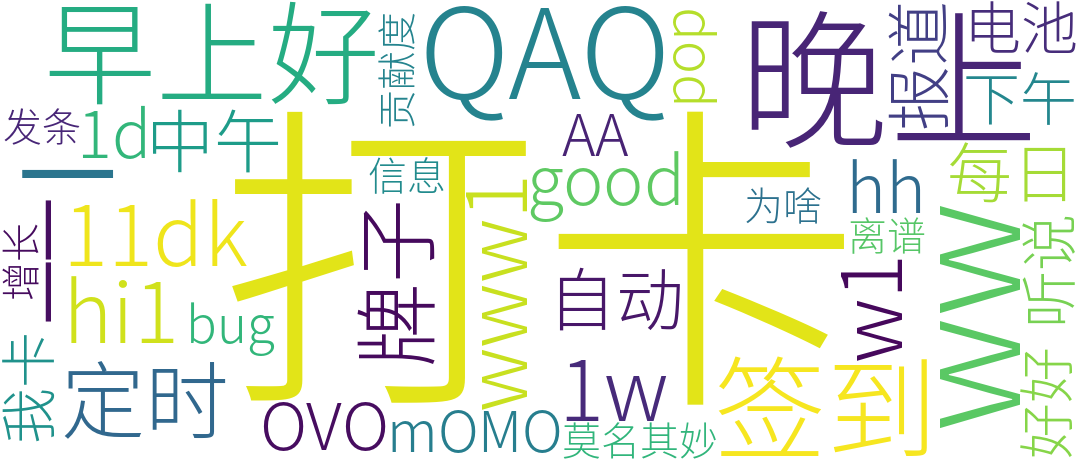 早上好
QAQ
pop
晚上
报道
电池
下午
贡献度
发条
1d
中午
AA
信息
打卡
good
为啥
hh
每日
一一
11dk
牌子
www1
自动
离谱
w1
www
听说
增长
hi1
bug
我卡
定时
OVO
mOMO
1w
莫名其妙
签到
好好